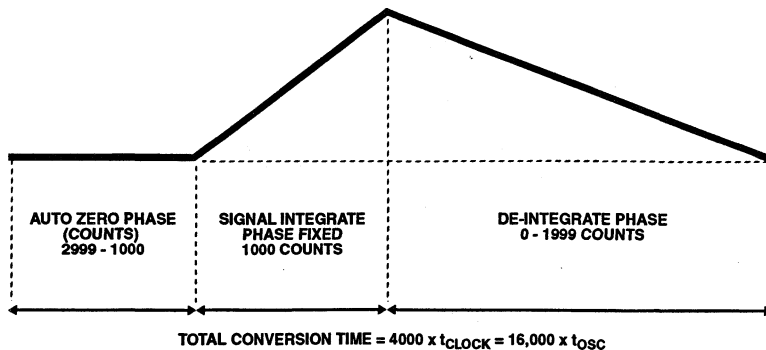 AUTO ZERO PHASE
(COUNTS)
2999 - 1000
SIGNAL INTEGRATE
PHASE FIXED
1000 COUNTS
DE-INTEGRATE PHASE
0 - 1999 COUNTS
TOTAL CONVERSION TIME = 4000 x tCLOCK = 16,000 x tOSC